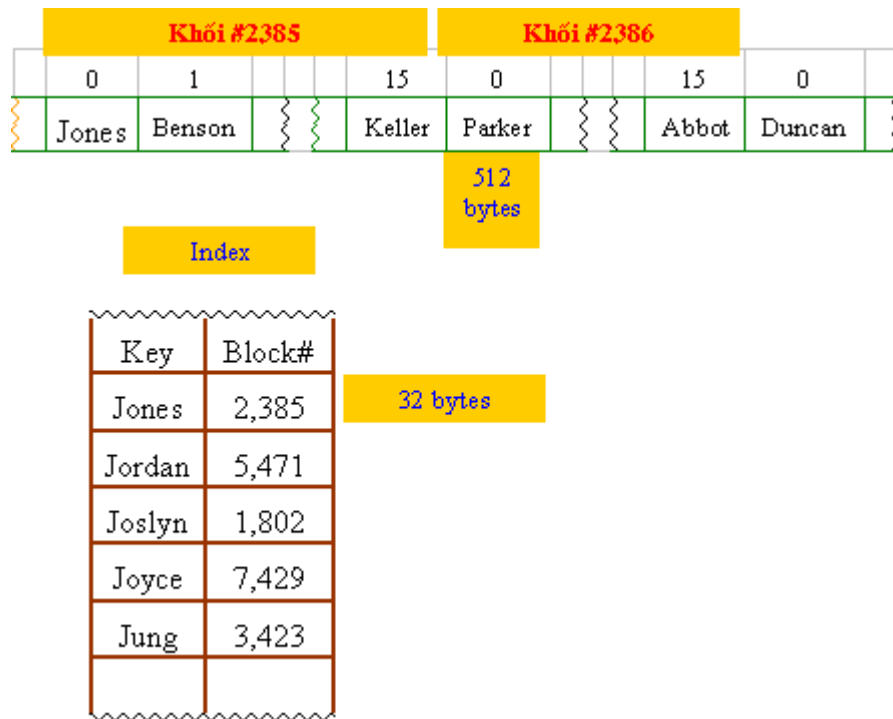 Khối #2385 Khối #2386
0 1 15 0 15 0
Jones Benson Keller Parker Abbot Duncan
512
bytes
Index
Key Block#
Jones 2,385
32 bytes
Jordan 5,471
Joslyn 1,802
Joyce 7,429
Jung 3,423